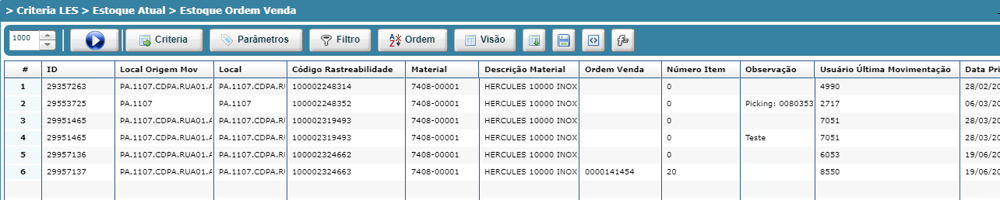 > Criteria LES > Estoque Atual > Estoque Ordem Venda
1000 Criteria Parâmetros Filtro Ordem Visão
# ID Local Origem Mov Local Código Rastreabilidade Material Descrição Material Ordem Venda Número Item Observação Usuário Última Movimentação Data Pri
1 29357263 PA.1107.CDPA.RUA01.A PA.1107.CDPA.RU 100002248314 7408-00001 HERCULES 10000 INOX 0 4990 28/02/20
2 29553725 PA.1107 PA.1107 100002248352 7408-00001 HERCULES 10000 INOX 0 Picking: 0080353 2717 06/03/20
3 29951465 PA.1107.CDPA.RUA01.A PA.1107.CDPA.RU 100002319493 7408-00001 HERCULES 10000 INOX 0 7051 28/03/20
4 29951465 PA.1107.CDPA.RUA01.A PA.1107.CDPA.RU 100002319493 7408-00001 HERCULES 10000 INOX 0 Teste 7051 28/03/20
5 29957136 PA.1107.CDPA.RUA01.A PA.1107.CDPA.RU 100002324662 7408-00001 HERCULES 10000 INOX 0 6053 19/06/20
6 29957137 PA.1107.CDPA.RUA01.A PA.1107.CDPA.RU 100002324663 7408-00001 HERCULES 10000 INOX 0000141454 20 8550 19/06/20